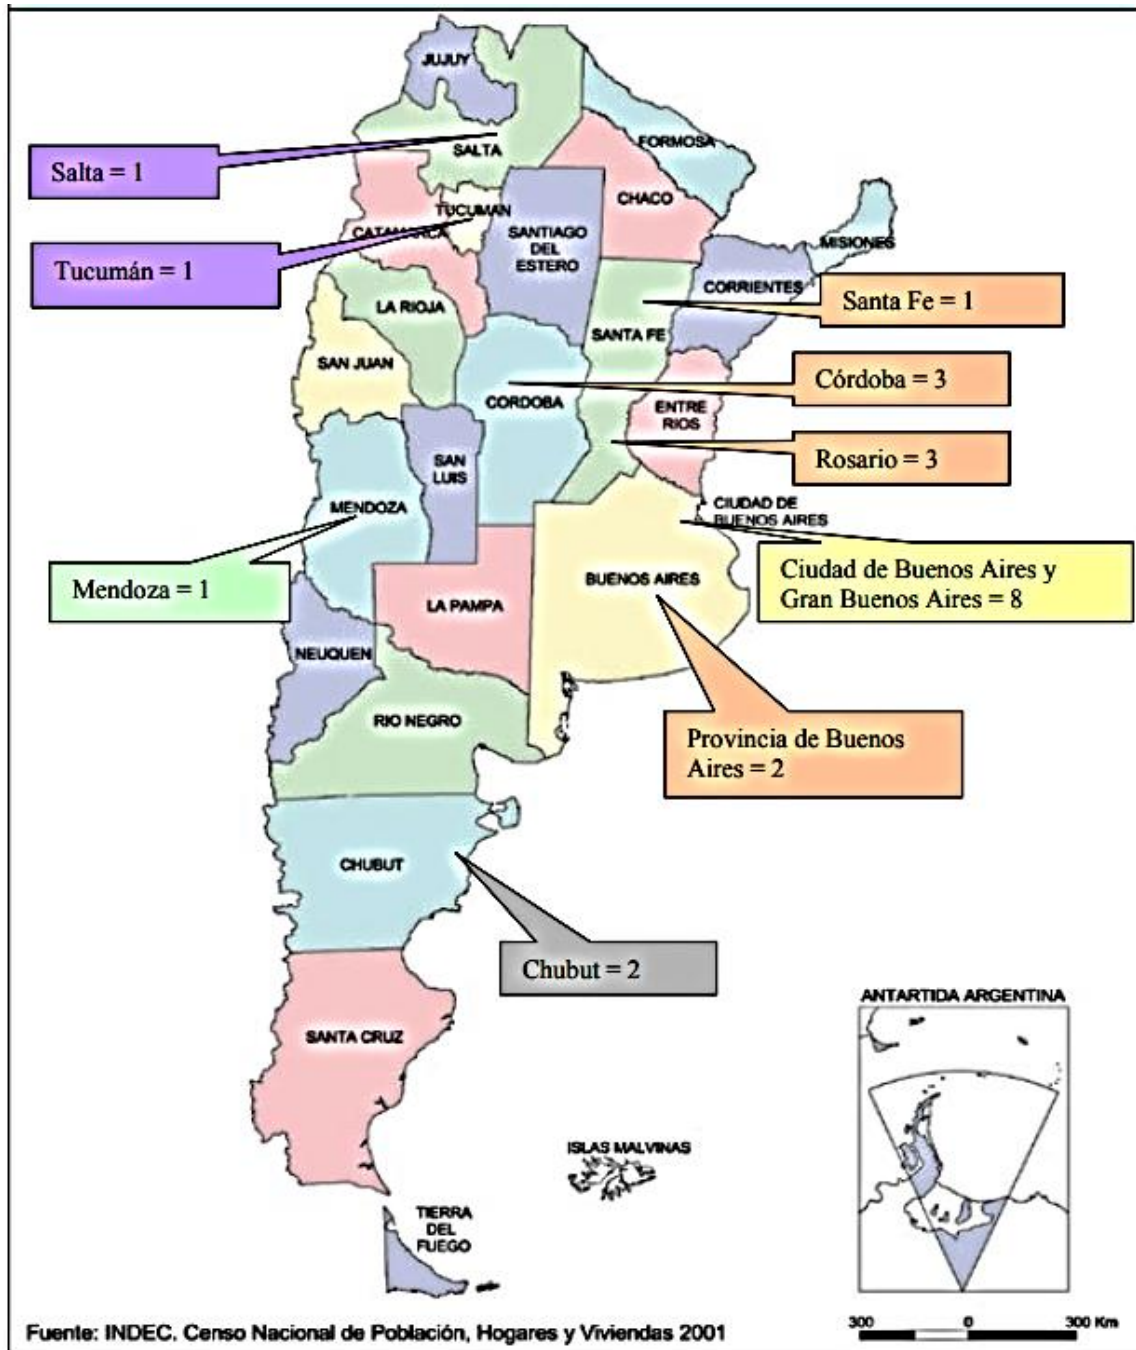 JUJUY
FORMOSA
SALTA
Salta = 1
CHACO
TUCUMAN
CATAMARCA
SANTIAGO
DEL
ESTERO
MISIONES
Tucumán = 1
CORRIENTES
LA RIOJA
Santa Fe = 1
SANTA FE
SAN JUAN
Córdoba = 3
CORDOBA
ENTRE
RIOS
Rosario = 3
SAN
LUIS
MENDOZA
CIUDAD DE
BUENOS AIRES
Mendoza = 1
BUENOS AIRES
Ciudad de Buenos Aires y
Gran Buenos Aires = 8
LA PAMPA
NEUQUEN
RIO NEGRO
Provincia de Buenos
Aires = 2
CHUBUT
Chubut = 2
ANTARTIDA ARGENTINA
SANTA CRUZ
ISLAS MALVINAS
TIERRA
DEL
FUEGO
Fuente: INDEC. Censo Nacional de Población, Hogares y Viviendas 2001
300 0 300 Km